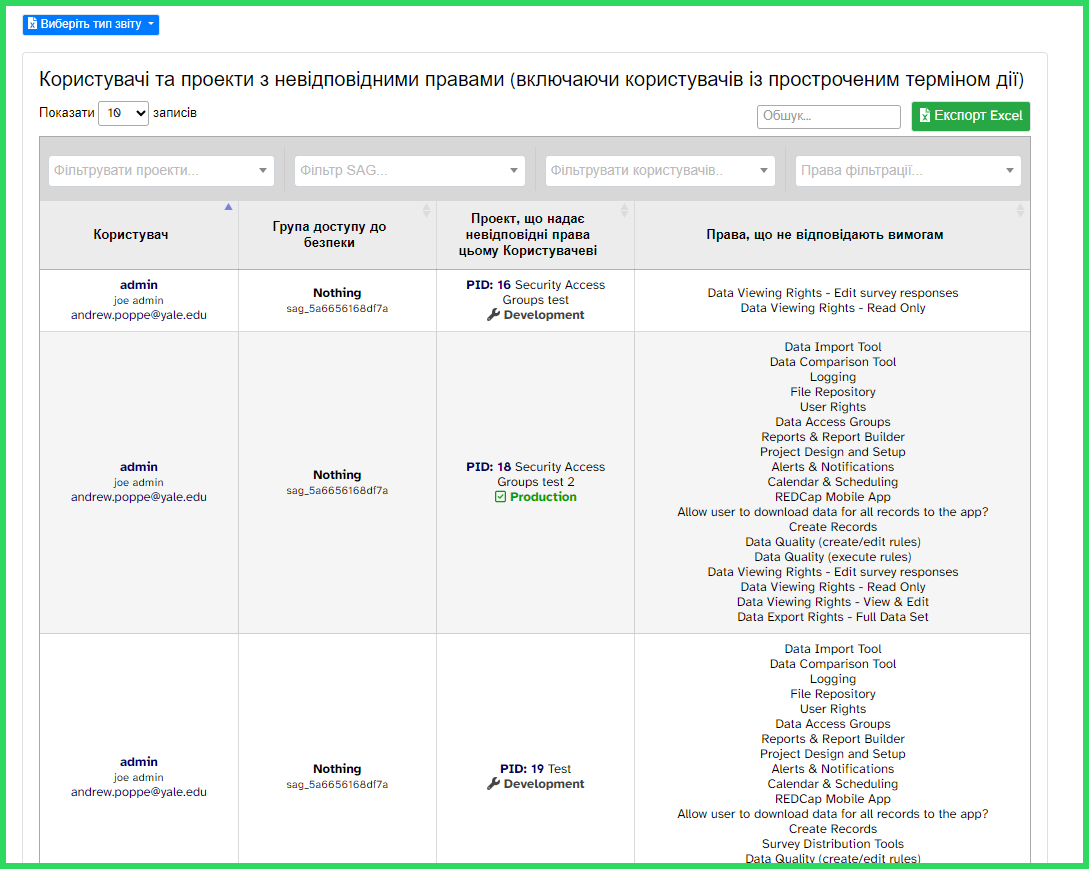 Виберіть тип звіту
Користувачі та проекти з невідповідними правами (включаючи користувачів із простроченим терміном дії)
Показати 10 записів
Обшук...
Експорт Excel
Фільтрувати проекти...
Фільтр SAG...
Фільтрувати користувачів..
Права фільтрації...
Користувач
Група доступу до
безпеки
Проект, що надає
невідповідні права
цьому Користувачеві
Права, що не відповідають вимогам
admin
joe admin
andrew.poppe@yale.edu
Nothing
sag_5a6656168df7a
PID: 16 Security Access
Groups test
Development
Data Viewing Rights - Edit survey responses
Data Viewing Rights - Read Only
admin
joe admin
andrew.poppe@yale.edu
Nothing
sag_5a6656168df7a
PID: 18 Security Access
Groups test 2
Production
Data Import Tool
Data Comparison Tool
Logging
File Repository
User Rights
Data Access Groups
Reports & Report Builder
Project Design and Setup
Alerts & Notifications
Calendar & Scheduling
REDCap Mobile App
Allow user to download data for all records to the app?
Create Records
Data Quality (create/edit rules)
Data Quality (execute rules)
Data Viewing Rights - Edit survey responses
Data Viewing Rights - Read Only
Data Viewing Rights - View & Edit
Data Export Rights - Full Data Set
admin
joe admin
andrew.poppe@yale.edu
Nothing
sag_5a6656168df7a
PID: 19 Test
Development
Data Import Tool
Data Comparison Tool
Logging
File Repository
User Rights
Data Access Groups
Reports & Report Builder
Project Design and Setup
Alerts & Notifications
Calendar & Scheduling
REDCap Mobile App
Allow user to download data for all records to the app?
Create Records
Survey Distribution Tools
Data Quality (create/edit rules)